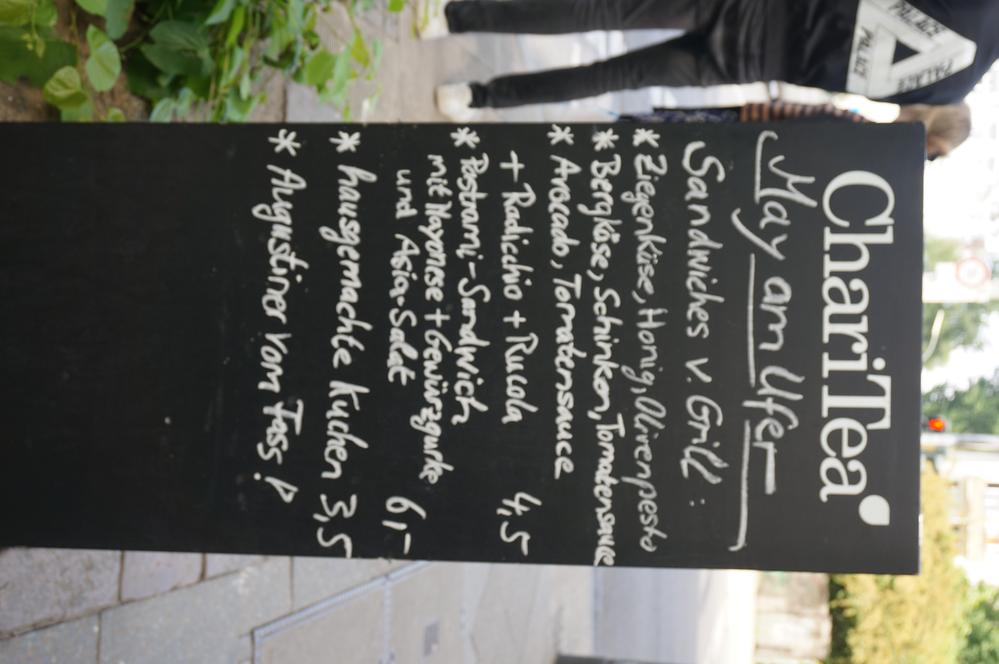 PALACE
PALACE
PALACE
ChariTea
May am Ufer
Sandwiches v. Grill :
* Ziegenkäse, Honig, Olivenpesto
* Bergkäse, Schinken, Tomatensauce
* Avocado, Tomatensauce
+ Radicchio + Rucola 4,5
* Pastrami-Sandwich
mit Mayonese + Gewürzgurke
und Asia-Salat 6,-
* hausgemachte Kuchen 3,5
* Augustiner vom Fass !